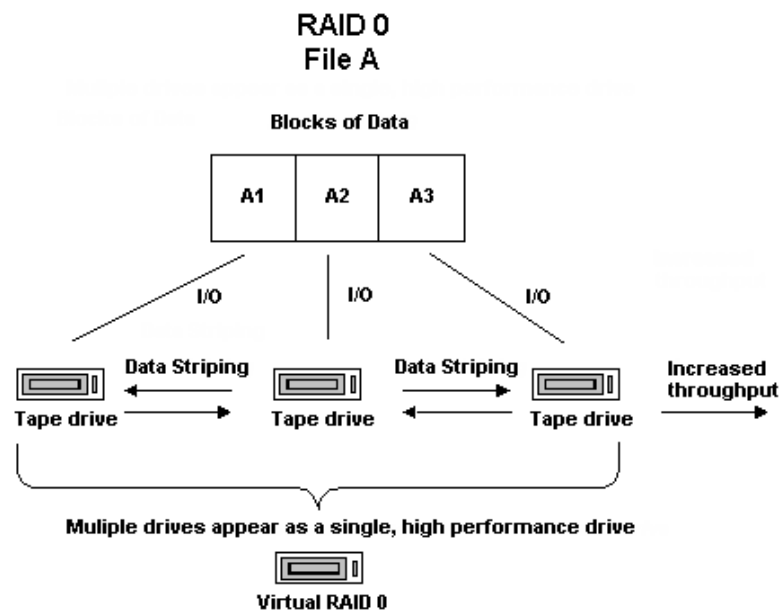 RAID 0
File A
Blocks of Data
A1 A2 A3
I/O I/O I/O
Data Striping Data Striping Increased
throughput
Tape drive Tape drive Tape drive
Muliple drives appear as a single, high performance drive
Virtual RAID 0